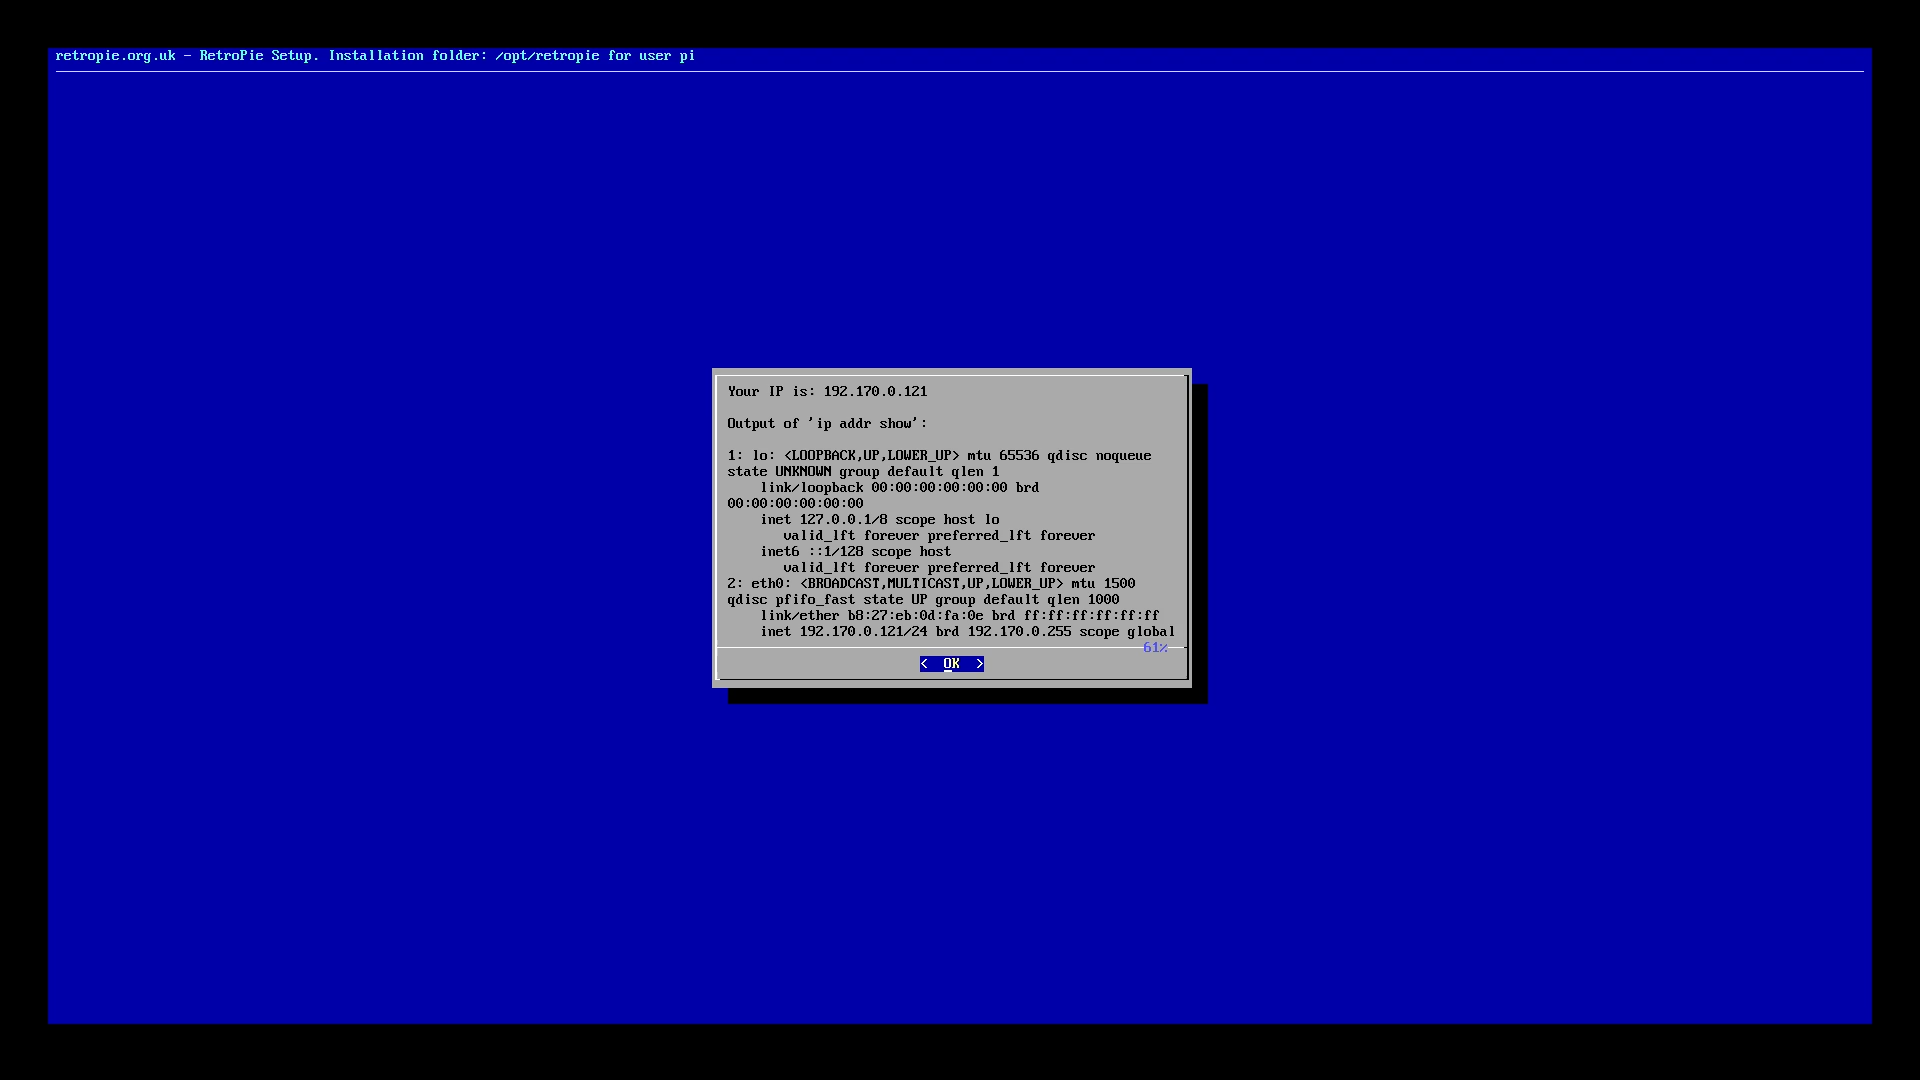 retropie.org.uk - RetroPie Setup. Installation folder: /opt/retropie for user pi
Your IP is: 192.170.0.121
Output of 'ip addr show':
1: lo: <LOOPBACK,UP,LOWER_UP> mtu 65536 qdisc noqueue
state UNKNOWN group default qlen 1
link/loopback 00:00:00:00:00:00 brd
00:00:00:00:00:00
inet 127.0.0.1/8 scope host lo
valid_lft forever preferred_lft forever
inet6 ::1/128 scope host
valid_lft forever preferred_lft forever
2: eth0: <BROADCAST,MULTICAST,UP,LOWER_UP> mtu 1500
qdisc pfifo_fast state UP group default qlen 1000
link/ether b8:27:eb:0d:fa:0e brd ff:ff:ff:ff:ff:ff
inet 192.170.0.121/24 brd 192.170.0.255 scope global
61%
< OK >